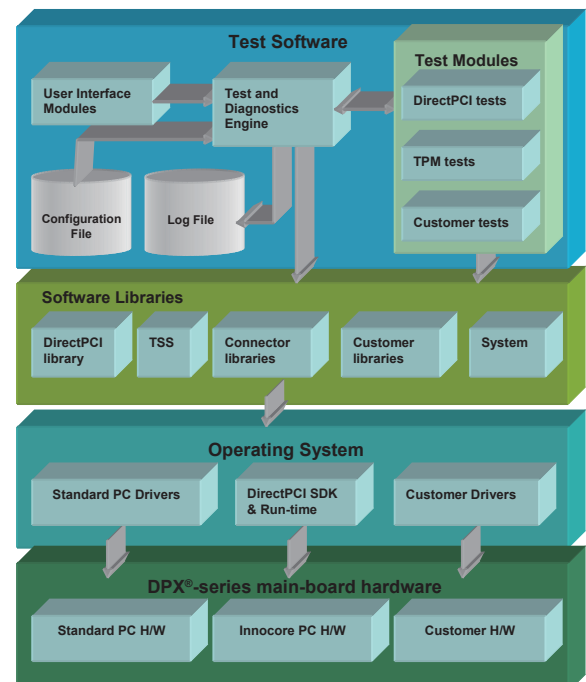 Test Software
Test Modules
User Interface
Modules
Test and
Diagnostics
Engine
DirectPCI tests
TPM tests
Customer tests
Configuration
File
Log File
Software Libraries
DirectPCI
library
TSS
Connector
libraries
Customer
libraries
System
Operating System
Standard PC Drivers
DirectPCI SDK
& Run-time
Customer Drivers
DPX®-series main-board hardware
Standard PC H/W
Innocore PC H/W
Customer H/W